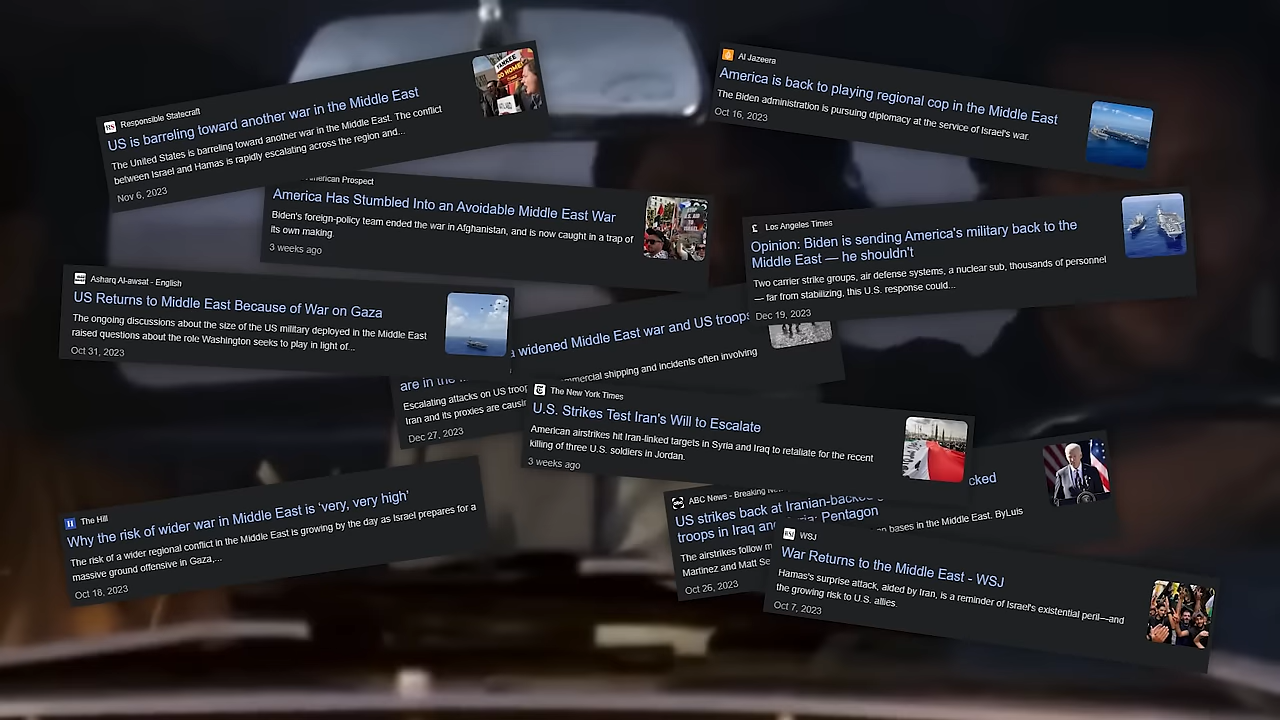 Responsible Statecraft
US is barreling toward another war in the Middle East
The United States is barreling toward another war in the Middle East. The conflict
between Israel and Hamas is rapidly escalating across the region and...
Nov 6, 2023
YANKEE
GO HOME!
Al Jazeera
America is back to playing regional cop in the Middle East
The Biden administration is pursuing diplomacy at the service of Israel's war.
Oct 16, 2023
American Prospect
America Has Stumbled Into an Avoidable Middle East War
Biden's foreign-policy team ended the war in Afghanistan, and is now caught in a trap of
its own making.
3 weeks ago
Los Angeles Times
Opinion: Biden is sending America's military back to the
Middle East — he shouldn't
Two carrier strike groups, air defense systems, a nuclear sub, thousands of personnel
— far from stabilizing, this U.S. response could...
Dec 19, 2023
Asharq Al-awsat - English
US Returns to Middle East Because of War on Gaza
The ongoing discussions about the size of the US military deployed in the Middle East
raised questions about the role Washington seeks to play in light of...
Oct 31, 2023
a widened Middle East war and US troops
are in the
Escalating attacks on US troops commercial shipping and incidents often involving
Iran and its proxies are causing
Dec 27, 2023
The New York Times
U.S. Strikes Test Iran's Will to Escalate
American airstrikes hit Iran-linked targets in Syria and Iraq to retaliate for the recent
killing of three U.S. soldiers in Jordan.
3 weeks ago
The Hill
Why the risk of wider war in Middle East is 'very, very high'
The risk of a wider regional conflict in the Middle East is growing by the day as Israel prepares for a
massive ground offensive in Gaza,...
Oct 18, 2023
ABC News - Breaking
US strikes back at Iranian-backed
troops in Iraq and Syria: Pentagon
The airstrikes follow on bases in the Middle East. ByLuis
Martinez and Matt
Oct 26, 2023
WSJ
War Returns to the Middle East - WSJ
Hamas's surprise attack, aided by Iran, is a reminder of Israel's existential peril—and
the growing risk to U.S. allies.
Oct 7, 2023